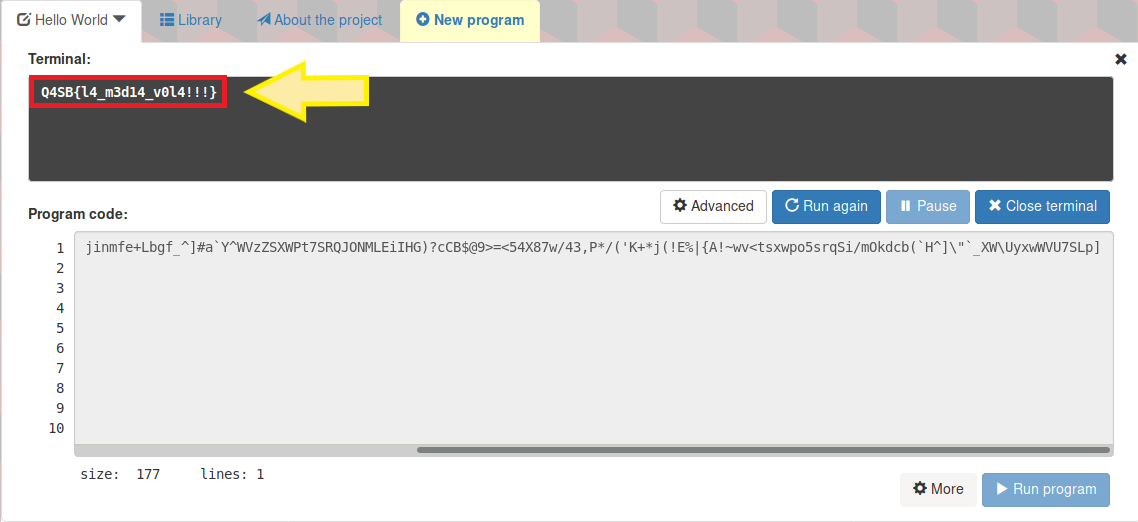 Hello World Library About the project New program
Terminal:
Q4SB{l4_m3d14_v0l4!!!}
Advanced Run again Pause Close terminal
Program code:
1 jinmfe+Lbgf_^]#a`Y^WVzZSXWPt7SRQJONMLEiIHG)?cCB$@9>=<54X87w/43,P*/('K+*j(!E%|{A!~wv<tsxwpo5srqSi/mOkdcb(`H^]\"`_XW\UyxwWVU7SLp]
2
3
4
5
6
7
8
9
10
size: 177 lines: 1
More Run program